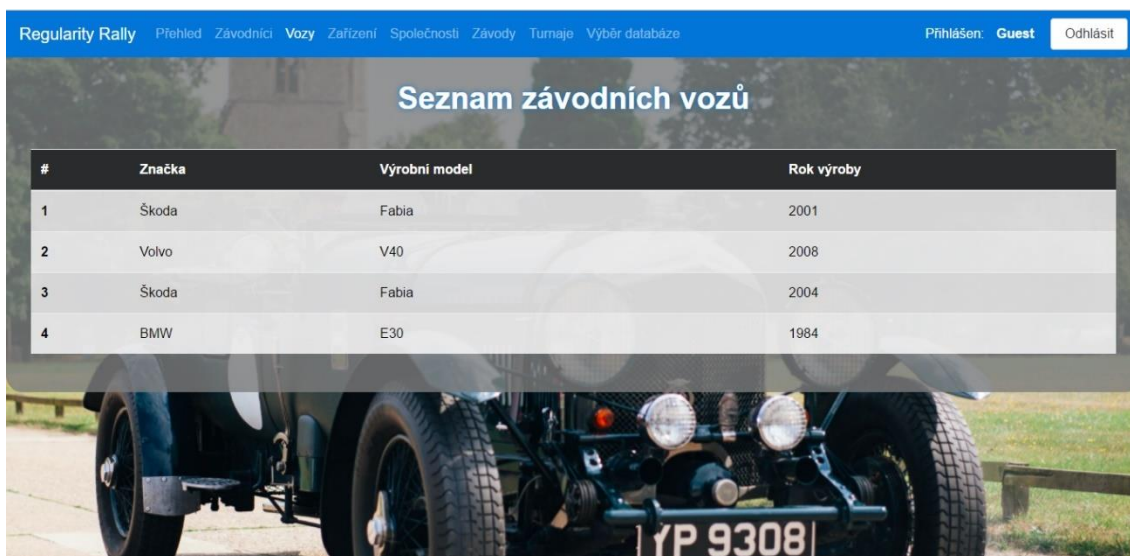 Regularity Rally Přehled Závodníci Vozy Zařízení Společnosti Závody Turnaje Výběr databáze Přihlášen: Guest Odhlásit
Seznam závodních vozů
# Značka Výrobní model Rok výroby
1 Škoda Fabia 2001
2 Volvo V40 2008
3 Škoda Fabia 2004
4 BMW E30 1984
YP 9308